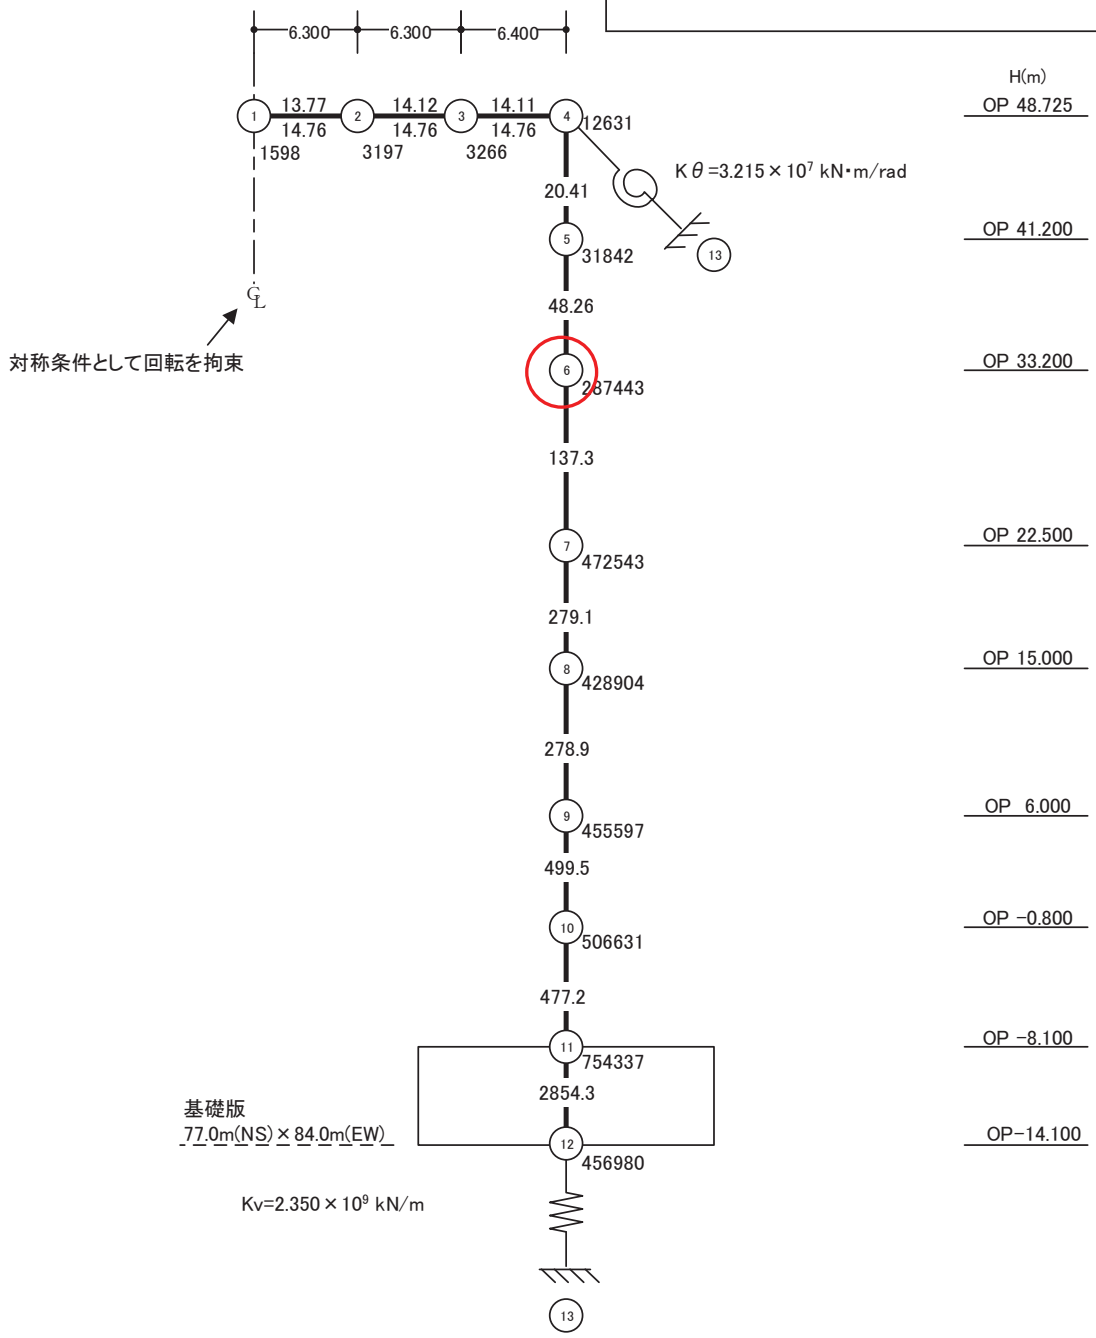 6.300 6.300 6.400
H(m)
OP 48.725
1 13.77 2 14.12 3 14.11 4 12631
14.76 14.76 14.76
1598 3197 3266
Kθ=3.215×10⁷ kN・m/rad
20.41
OP 41.200
5
31842
13
℄
48.26
対称条件として回転を拘束
OP 33.200
6
287443
137.3
OP 22.500
7
472543
279.1
OP 15.000
8
428904
278.9
OP 6.000
9
455597
499.5
OP -0.800
10
506631
477.2
OP -8.100
11
754337
2854.3
基礎版
77.0m(NS)×84.0m(EW)
OP-14.100
12
456980
Kv=2.350×10⁹ kN/m
13